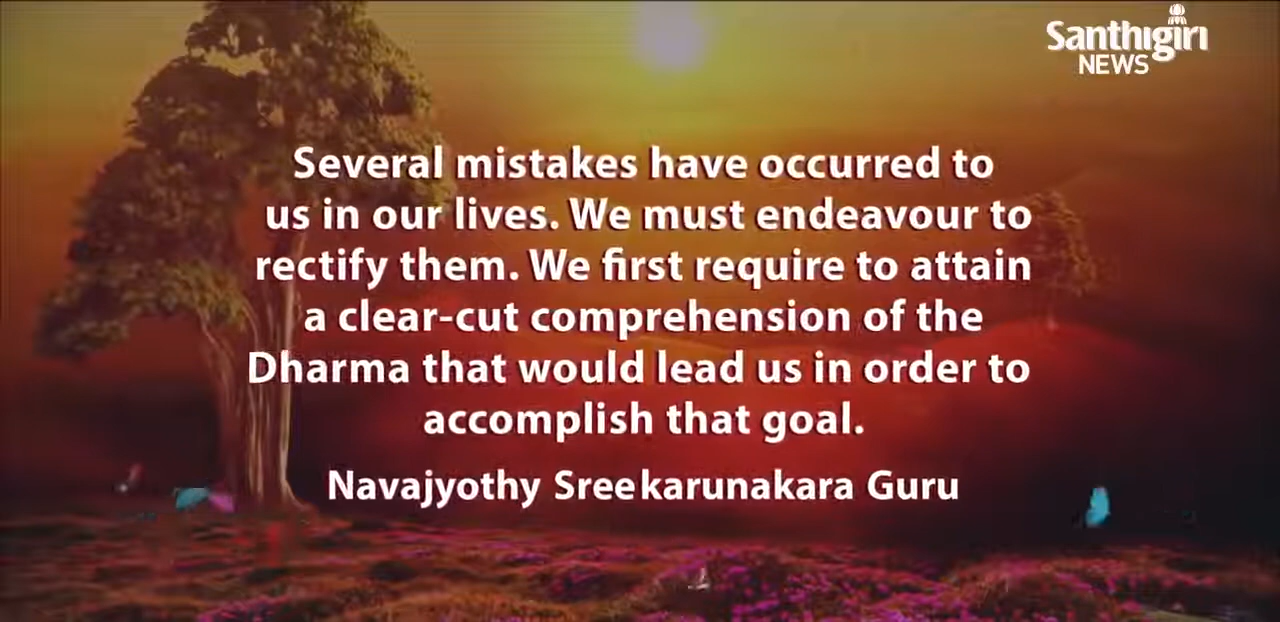 Santhigiri
NEWS
Several mistakes have occurred to
us in our lives. We must endeavour to
rectify them. We first require to attain
a clear-cut comprehension of the
Dharma that would lead us in order to
accomplish that goal.
Navajyothy Sreekarunakara Guru